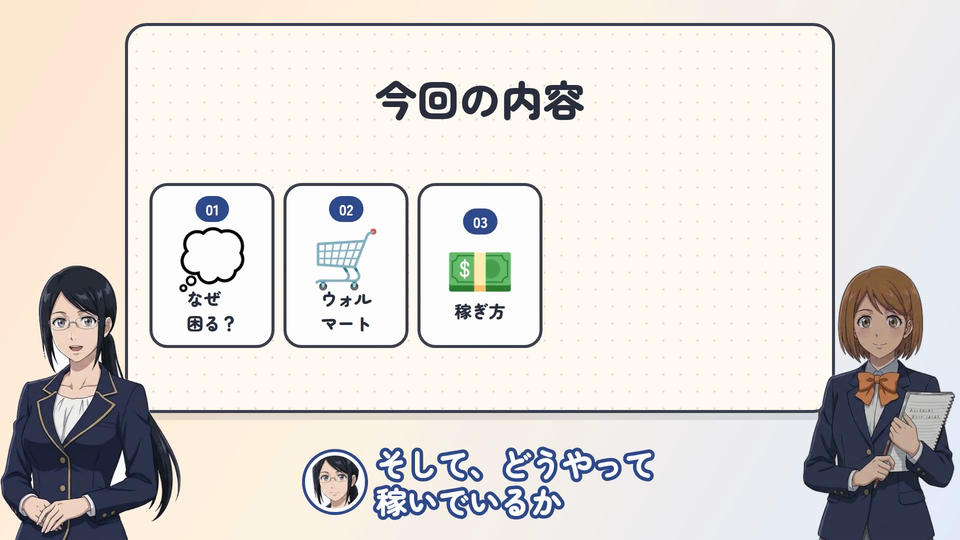 今回の内容
01
なぜ
困る？
02
ウォル
マート
03
$
稼ぎ方
そして、どうやって
稼いでいるか